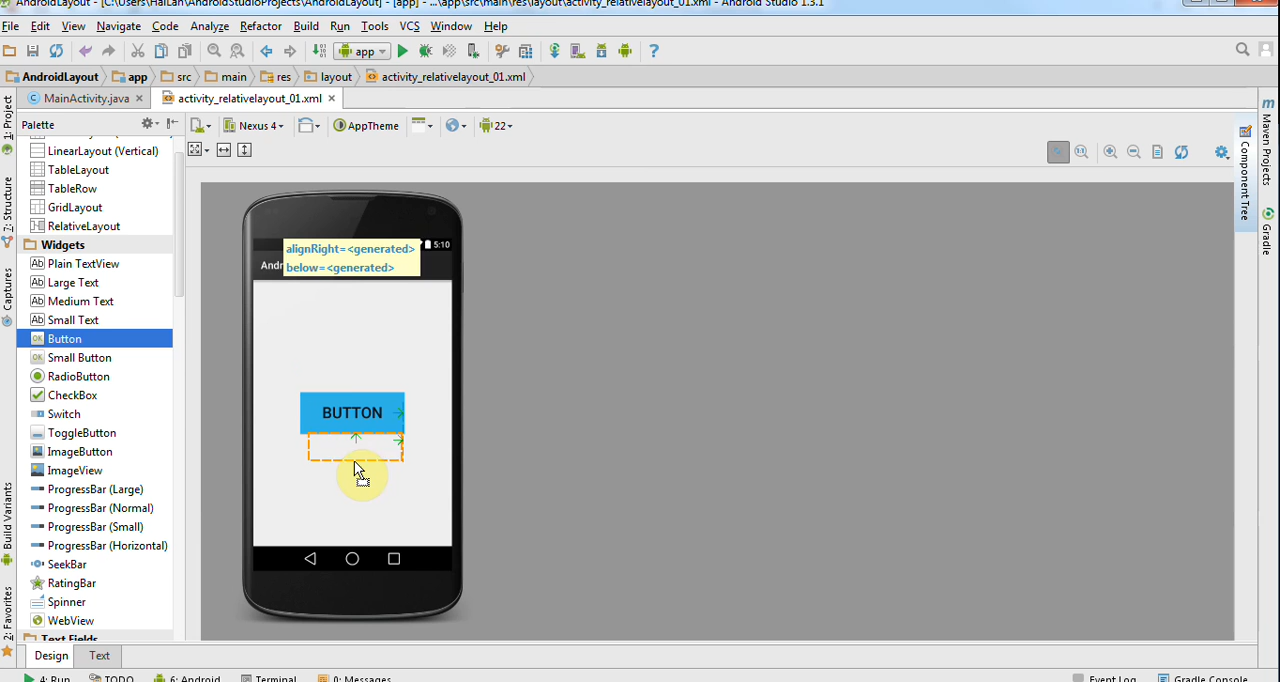 AndroidLayout - [C:\Users\HaiLan\AndroidStudioProjects\AndroidLayout] - [app] - ...\app\src\main\res\layout\activity_relativelayout_01.xml - Android Studio 1.3.1
File Edit View Navigate Code Analyze Refactor Build Run Tools VCS Window Help
app
AndroidLayout app src main res layout activity_relativelayout_01.xml
MainActivity.java activity_relativelayout_01.xml
Palette
Nexus 4 AppTheme 22
LinearLayout (Vertical)
TableLayout
TableRow
GridLayout
RelativeLayout
Widgets
Plain TextView
Large Text
Medium Text
Small Text
Button
Small Button
RadioButton
CheckBox
Switch
ToggleButton
ImageButton
ImageView
ProgressBar (Large)
ProgressBar (Normal)
ProgressBar (Small)
ProgressBar (Horizontal)
SeekBar
RatingBar
Spinner
WebView
Text Fields
alignRight=<generated>
below=<generated>
5:10
Andr
BUTTON
1: Project
7: Structure
Captures
Build Variants
2: Favorites
Maven Projects
Component Tree
Gradle
Design Text
4: Run TODO 6: Android Terminal 0: Messages Event Log Gradle Console